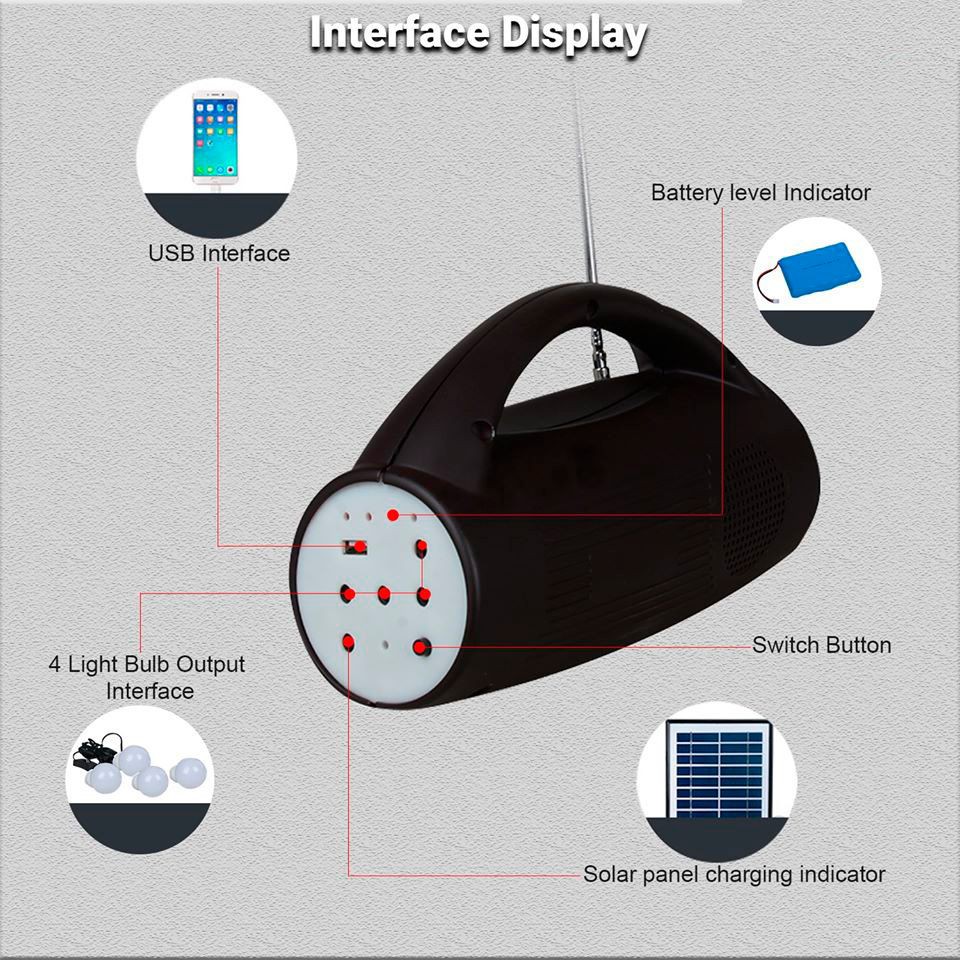 Interface Display
Battery level Indicator
USB Interface
Switch Button
4 Light Bulb Output
Interface
Solar panel charging indicator